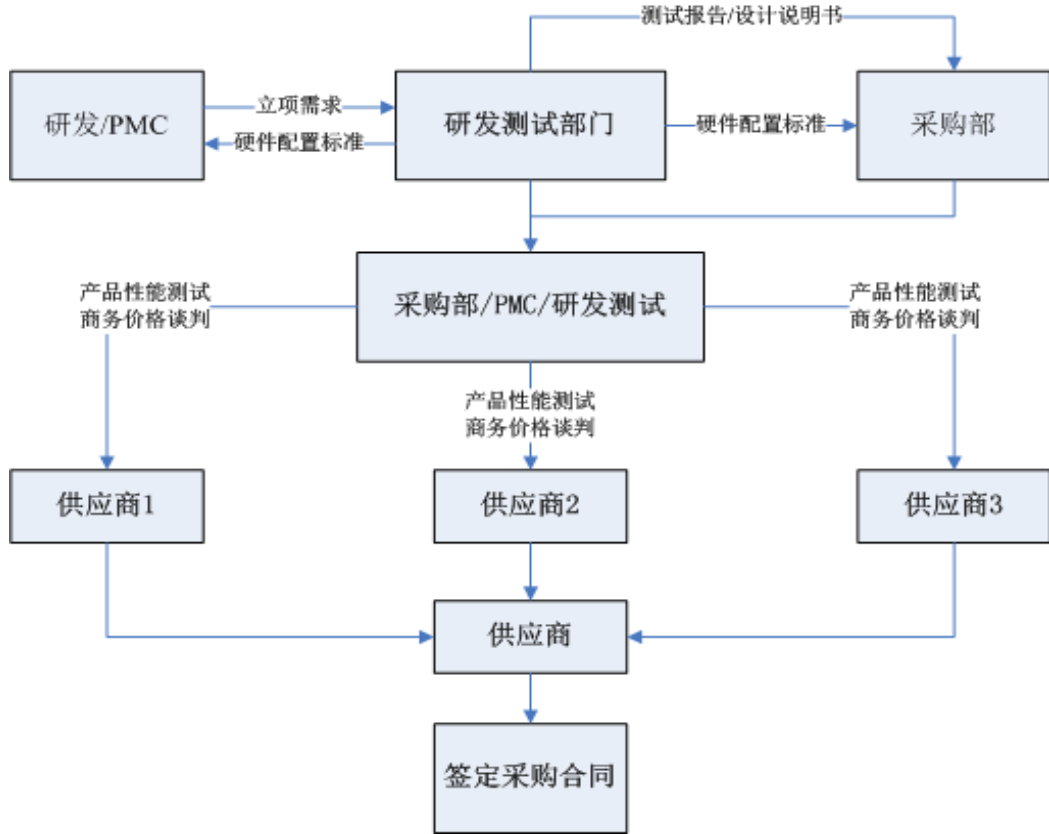 测试报告/设计说明书
研发/PMC
立项需求
硬件配置标准
研发测试部门
硬件配置标准
采购部
产品性能测试
商务价格谈判
采购部/PMC/研发测试
产品性能测试
商务价格谈判
产品性能测试
商务价格谈判
供应商1
供应商2
供应商3
供应商
签定采购合同